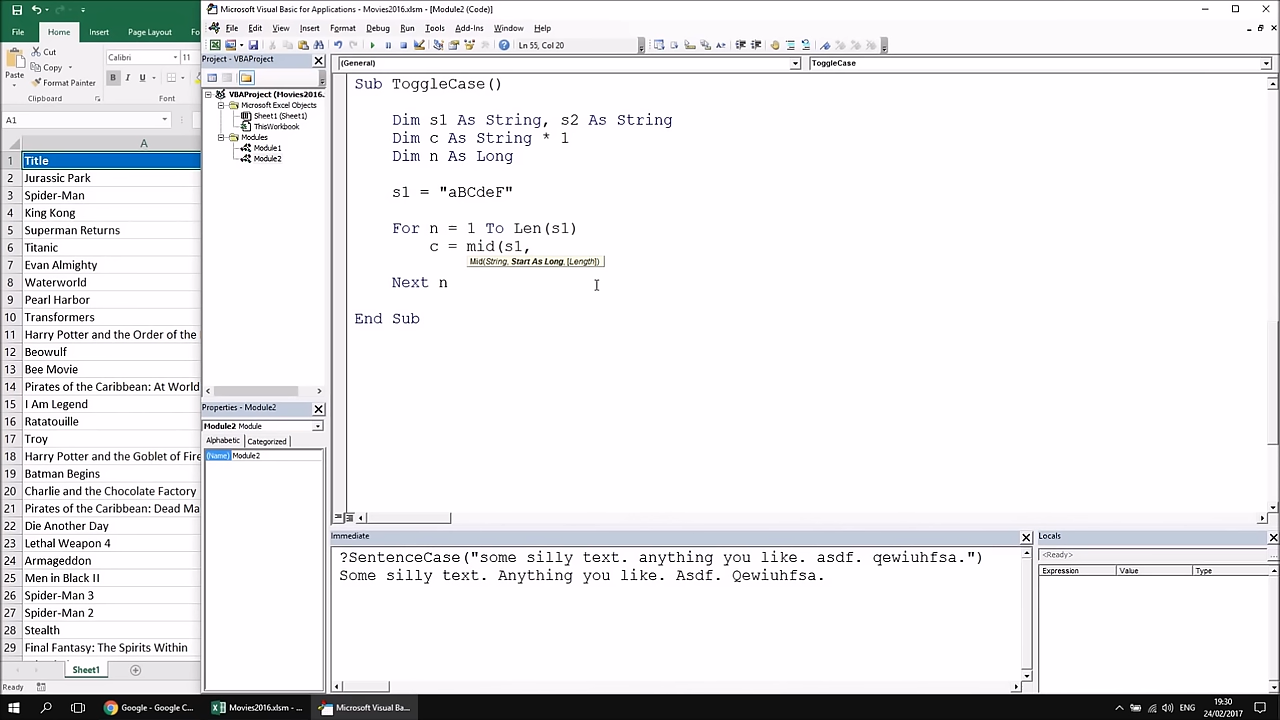 Microsoft Visual Basic for Applications - Movies2016.xlsm - [Module2 (Code)]
File Edit View Insert Format Debug Run Tools Add-Ins Window Help
Ln 55, Col 20
File Home Insert Page Layout Fo
Cut
Copy
Format Painter
Paste
Clipboard
Calibri 11
B I U
Font
A1
A
1 Title
2 Jurassic Park
3 Spider-Man
4 King Kong
5 Superman Returns
6 Titanic
7 Evan Almighty
8 Waterworld
9 Pearl Harbor
10 Transformers
11 Harry Potter and the Order of the
12 Beowulf
13 Bee Movie
14 Pirates of the Caribbean: At World
15 I Am Legend
16 Ratatouille
17 Troy
18 Harry Potter and the Goblet of Fire
19 Batman Begins
20 Charlie and the Chocolate Factory
21 Pirates of the Caribbean: Dead Ma
22 Die Another Day
23 Lethal Weapon 4
24 Armageddon
25 Men in Black II
26 Spider-Man 3
27 Spider-Man 2
28 Stealth
29 Final Fantasy: The Spirits Within
Sheet1
Ready
Project - VBAProject
VBAProject (Movies2016.
Microsoft Excel Objects
Sheet1 (Sheet1)
ThisWorkbook
Modules
Module1
Module2
Properties - Module2
Module2 Module
Alphabetic Categorized
(Name) Module2
(General)
ToggleCase
Sub ToggleCase()
Dim s1 As String, s2 As String
Dim c As String * 1
Dim n As Long
s1 = "aBCdeF"
For n = 1 To Len(s1)
c = mid(s1,
Mid(String, Start As Long, [Length])
Next n
End Sub
Immediate
?SentenceCase("some silly text. anything you like. asdf. qewiuhfsa.")
Some silly text. Anything you like. Asdf. Qewiuhfsa.
Locals
<Ready>
Expression Value Type
Google - Google C...
Movies2016.xlsm - ...
Microsoft Visual Ba...
ENG
19:30
24/02/2017